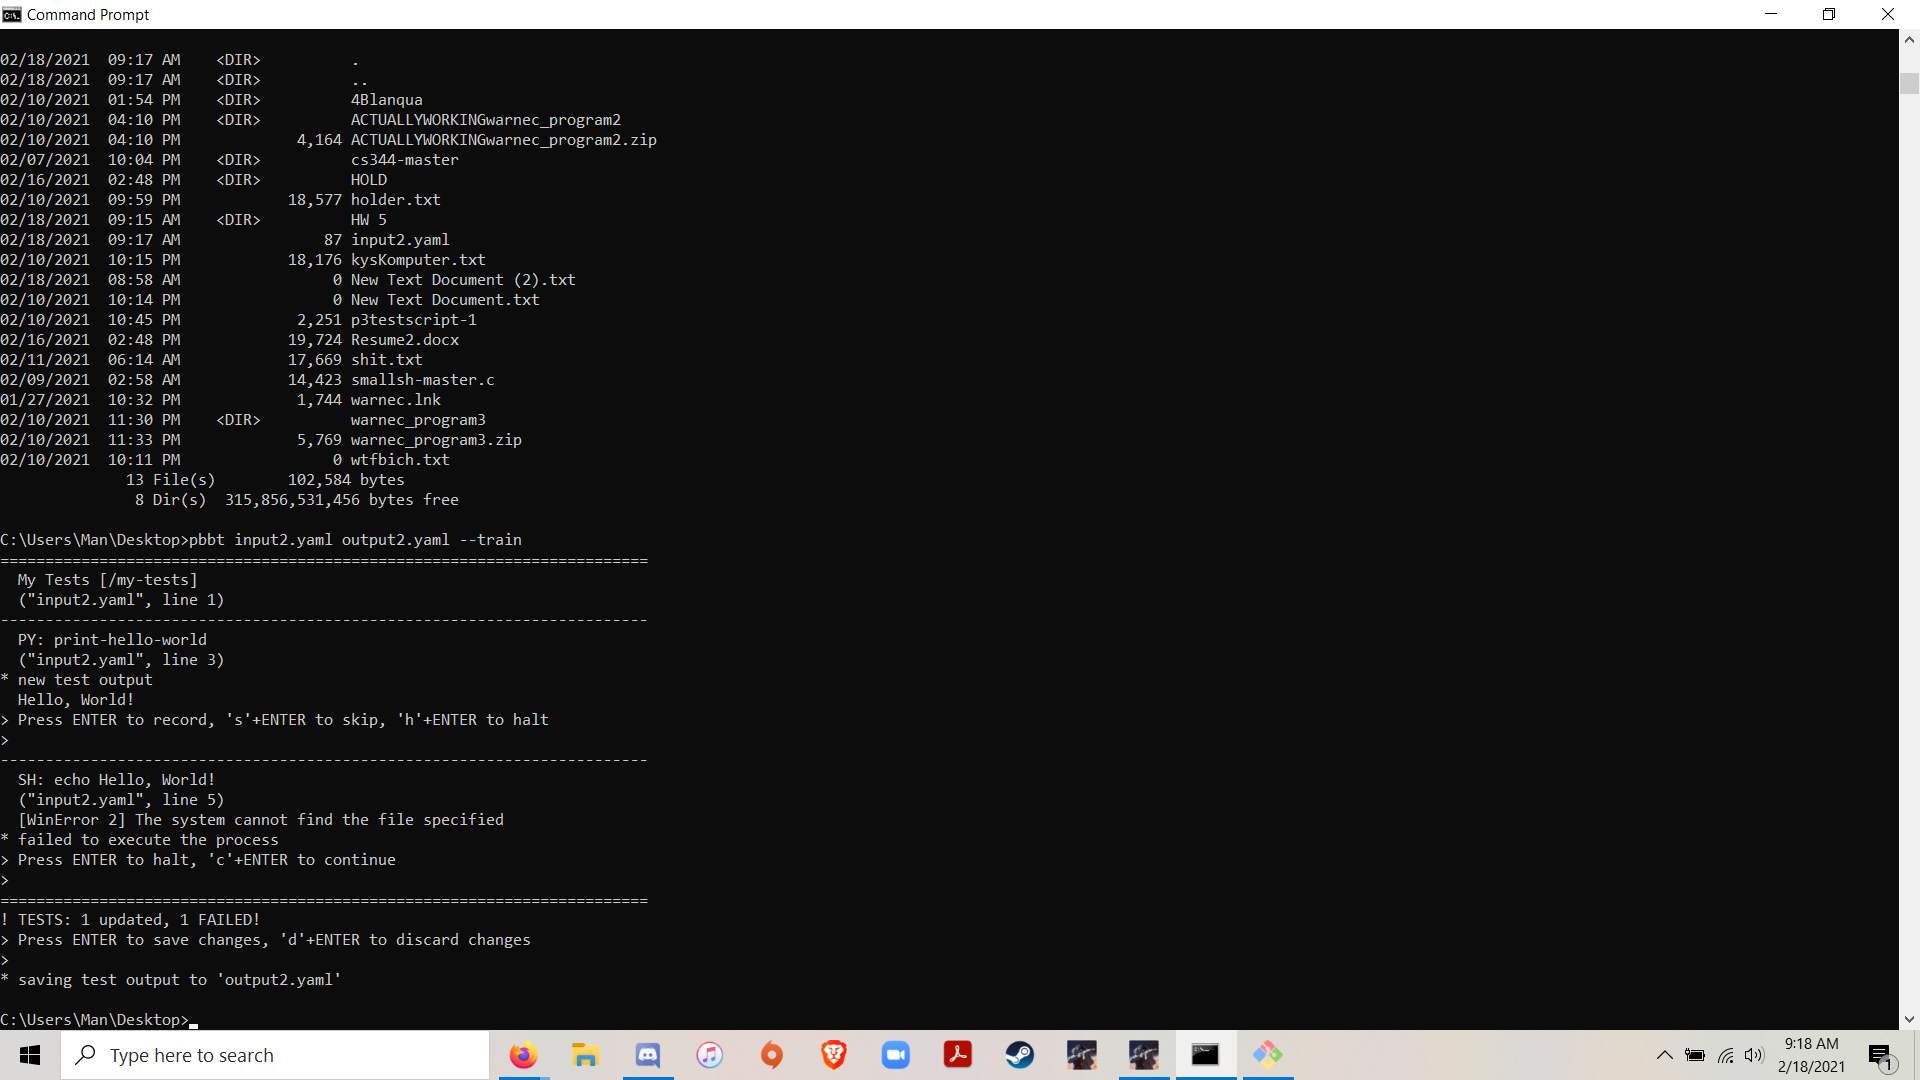 Command Prompt
02/18/2021  09:17 AM    <DIR>          .
02/18/2021  09:17 AM    <DIR>          ..
02/10/2021  01:54 PM    <DIR>          4Blanqua
02/10/2021  04:10 PM    <DIR>          ACTUALLYWORKINGwarnec_program2
02/10/2021  04:10 PM             4,164 ACTUALLYWORKINGwarnec_program2.zip
02/07/2021  10:04 PM    <DIR>          cs344-master
02/16/2021  02:48 PM    <DIR>          HOLD
02/10/2021  09:59 PM            18,577 holder.txt
02/18/2021  09:15 AM    <DIR>          HW 5
02/18/2021  09:17 AM                87 input2.yaml
02/10/2021  10:15 PM            18,176 kysKomputer.txt
02/18/2021  08:58 AM                 0 New Text Document (2).txt
02/10/2021  10:14 PM                 0 New Text Document.txt
02/10/2021  10:45 PM             2,251 p3testscript-1
02/16/2021  02:48 PM            19,724 Resume2.docx
02/11/2021  06:14 AM            17,669 shit.txt
02/09/2021  02:58 AM            14,423 smallsh-master.c
01/27/2021  10:32 PM             1,744 warnec.lnk
02/10/2021  11:30 PM    <DIR>          warnec_program3
02/10/2021  11:33 PM             5,769 warnec_program3.zip
02/10/2021  10:11 PM                 0 wtfbich.txt
              13 File(s)        102,584 bytes
               8 Dir(s)  315,856,531,456 bytes free
C:\Users\Man\Desktop>pbbt input2.yaml output2.yaml --train
========================================================================
  My Tests [/my-tests]
  ("input2.yaml", line 1)
------------------------------------------------------------------------
  PY: print-hello-world
  ("input2.yaml", line 3)
* new test output
  Hello, World!
> Press ENTER to record, 's'+ENTER to skip, 'h'+ENTER to halt
>
------------------------------------------------------------------------
  SH: echo Hello, World!
  ("input2.yaml", line 5)
  [WinError 2] The system cannot find the file specified
* failed to execute the process
> Press ENTER to halt, 'c'+ENTER to continue
>
========================================================================
! TESTS: 1 updated, 1 FAILED!
> Press ENTER to save changes, 'd'+ENTER to discard changes
>
* saving test output to 'output2.yaml'
C:\Users\Man\Desktop>
Type here to search
9:18 AM
2/18/2021
1